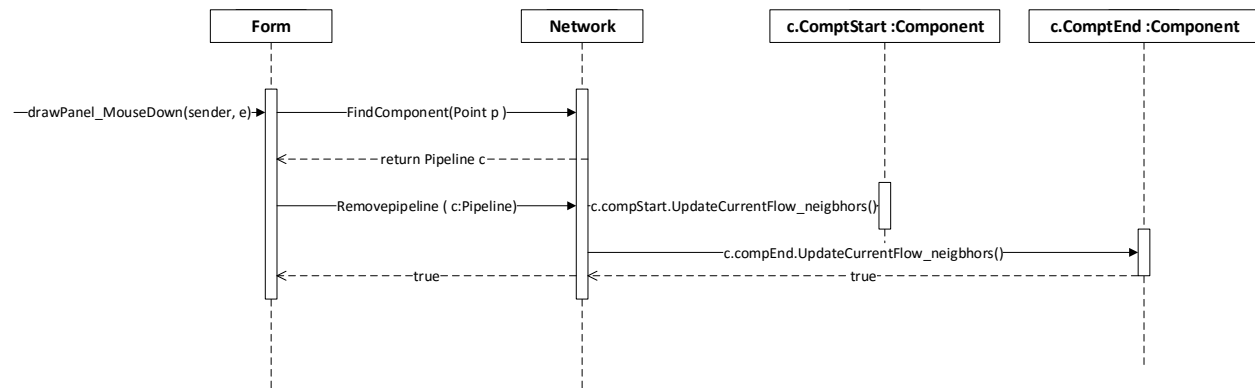 Form
Network
c.ComptStart :Component
c.ComptEnd :Component
drawPanel_MouseDown(sender, e)
FindComponent(Point p )
return Pipeline c
Removepipeline ( c:Pipeline)
c.compStart.UpdateCurrentFlow_neigbhors()
c.compEnd.UpdateCurrentFlow_neigbhors()
true
true